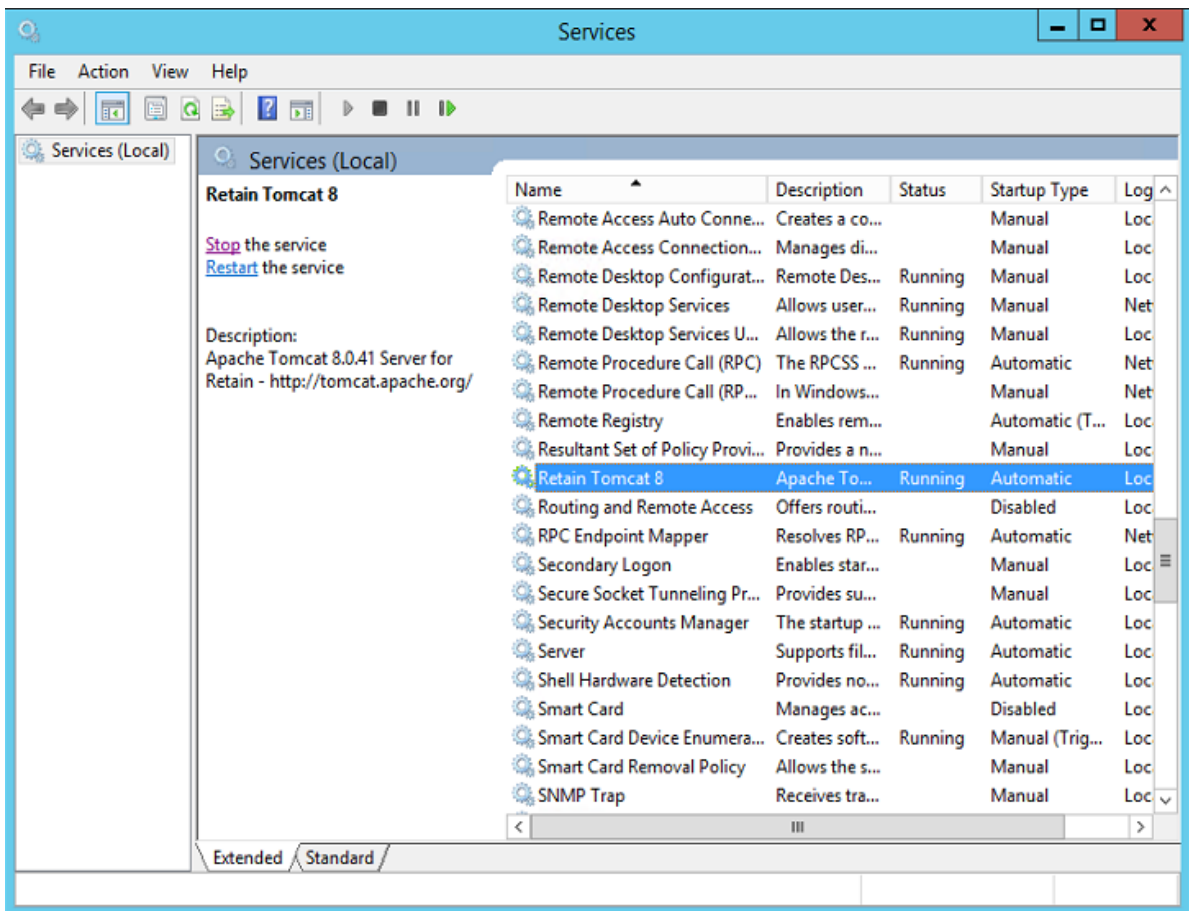 Services
File Action View Help
Services (Local)
Services (Local)
Retain Tomcat 8
Stop the service
Restart the service
Description:
Apache Tomcat 8.0.41 Server for
Retain - http://tomcat.apache.org/
Name Description Status Startup Type Log
Remote Access Auto Conne... Creates a co... Manual Loc
Remote Access Connection... Manages di... Manual Loc
Remote Desktop Configurat... Remote Des... Running Manual Loc
Remote Desktop Services Allows user... Running Manual Net
Remote Desktop Services U... Allows the r... Running Manual Loc
Remote Procedure Call (RPC) The RPCSS ... Running Automatic Net
Remote Procedure Call (RP... In Windows... Manual Net
Remote Registry Enables rem... Automatic (T... Loc
Resultant Set of Policy Provi... Provides a n... Manual Loc
Retain Tomcat 8 Apache To... Running Automatic Loc
Routing and Remote Access Offers routi... Disabled Loc
RPC Endpoint Mapper Resolves RP... Running Automatic Net
Secondary Logon Enables star... Manual Loc
Secure Socket Tunneling Pr... Provides su... Manual Loc
Security Accounts Manager The startup ... Running Automatic Loc
Server Supports fil... Running Automatic Loc
Shell Hardware Detection Provides no... Running Automatic Loc
Smart Card Manages ac... Disabled Loc
Smart Card Device Enumera... Creates soft... Running Manual (Trig... Loc
Smart Card Removal Policy Allows the s... Manual Loc
SNMP Trap Receives tra... Manual Loc
Extended Standard